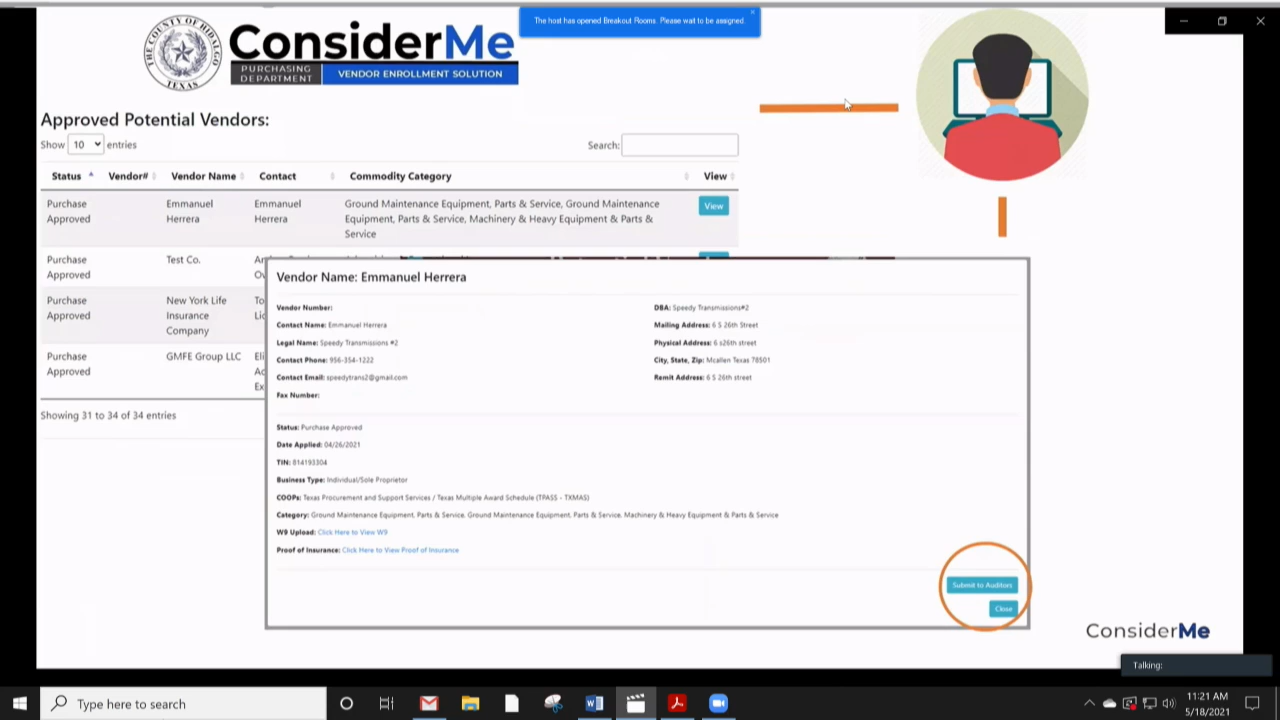 The host has opened Breakout Rooms. Please wait to be assigned.
THE COUNTY OF HIDALGO
TEXAS
ConsiderMe
PURCHASING
DEPARTMENT
VENDOR ENROLLMENT SOLUTION
Approved Potential Vendors:
Show 10 entries
Search:
Status Vendor# Vendor Name Contact Commodity Category View
Purchase Emmanuel Emmanuel Ground Maintenance Equipment, Parts & Service, Ground Maintenance View
Approved Herrera Herrera Equipment, Parts & Service, Machinery & Heavy Equipment & Parts &
Service
Purchase Test Co.
Approved
Purchase New York Life
Approved Insurance
Company
Purchase GMFE Group LLC
Approved
Showing 31 to 34 of 34 entries
Vendor Name: Emmanuel Herrera
Vendor Number:
Contact Name: Emmanuel Herrera
Legal Name: Speedy Transmissions #2
Contact Phone: 956-354-1222
Contact Email: speedytrans2@gmail.com
Fax Number:
DBA: Speedy Transmissions#2
Mailing Address: 6 S 26th Street
Physical Address: 6 s26th street
City, State, Zip: Mcallen Texas 78501
Remit Address: 6 S 26th street
Status: Purchase Approved
Date Applied: 04/26/2021
TIN: 814193304
Business Type: Individual/Sole Proprietor
COOPs: Texas Procurement and Support Services / Texas Multiple Award Schedule (TPASS - TXMAS)
Category: Ground Maintenance Equipment, Parts & Service, Ground Maintenance Equipment, Parts & Service, Machinery & Heavy Equipment & Parts & Service
W9 Upload: Click Here to View W9
Proof of Insurance: Click Here to View Proof of Insurance
Submit to Auditors
Close
ConsiderMe
Talking:
Type here to search
11:21 AM
5/18/2021